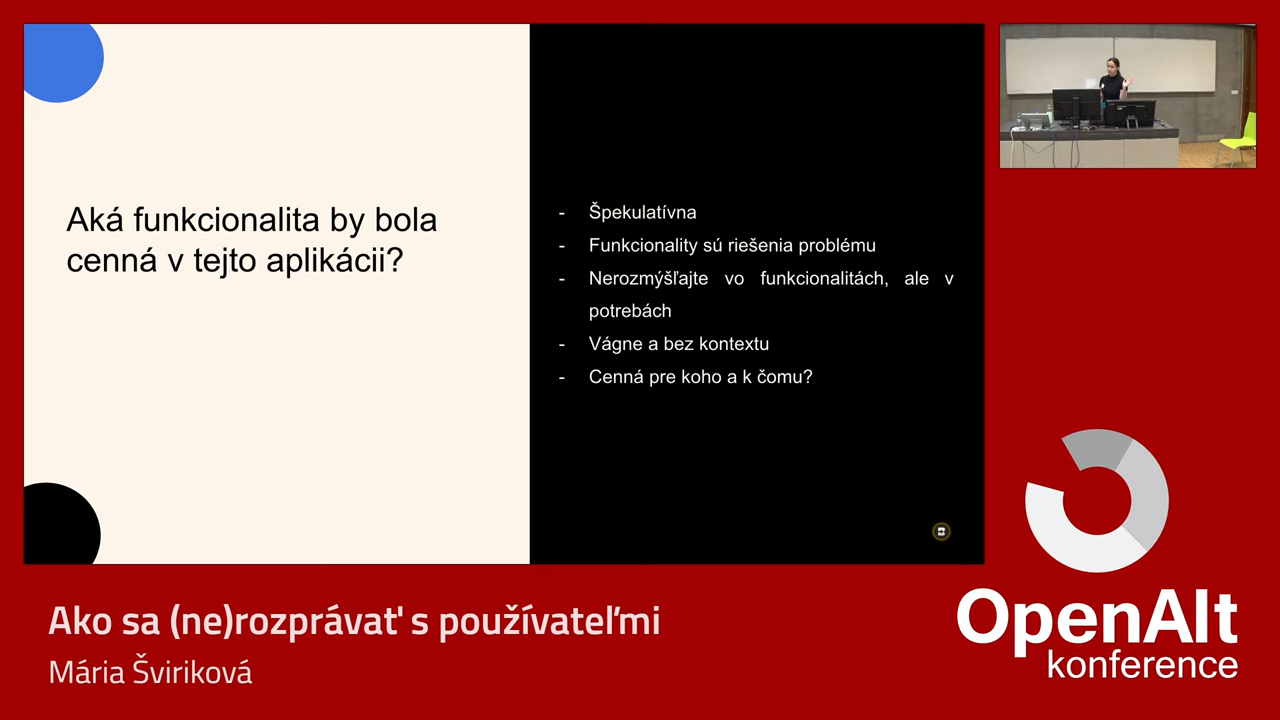 Aká funkcionalita by bola
cenná v tejto aplikácii?
- Špekulatívna
- Funkcionality sú riešenia problému
- Nerozmýšľajte vo funkcionalitách, ale v
potrebách
- Vágne a bez kontextu
- Cenná pre koho a k čomu?
Ako sa (ne)rozprávať s používateľmi
Mária Šviriková
OpenAlt
konference